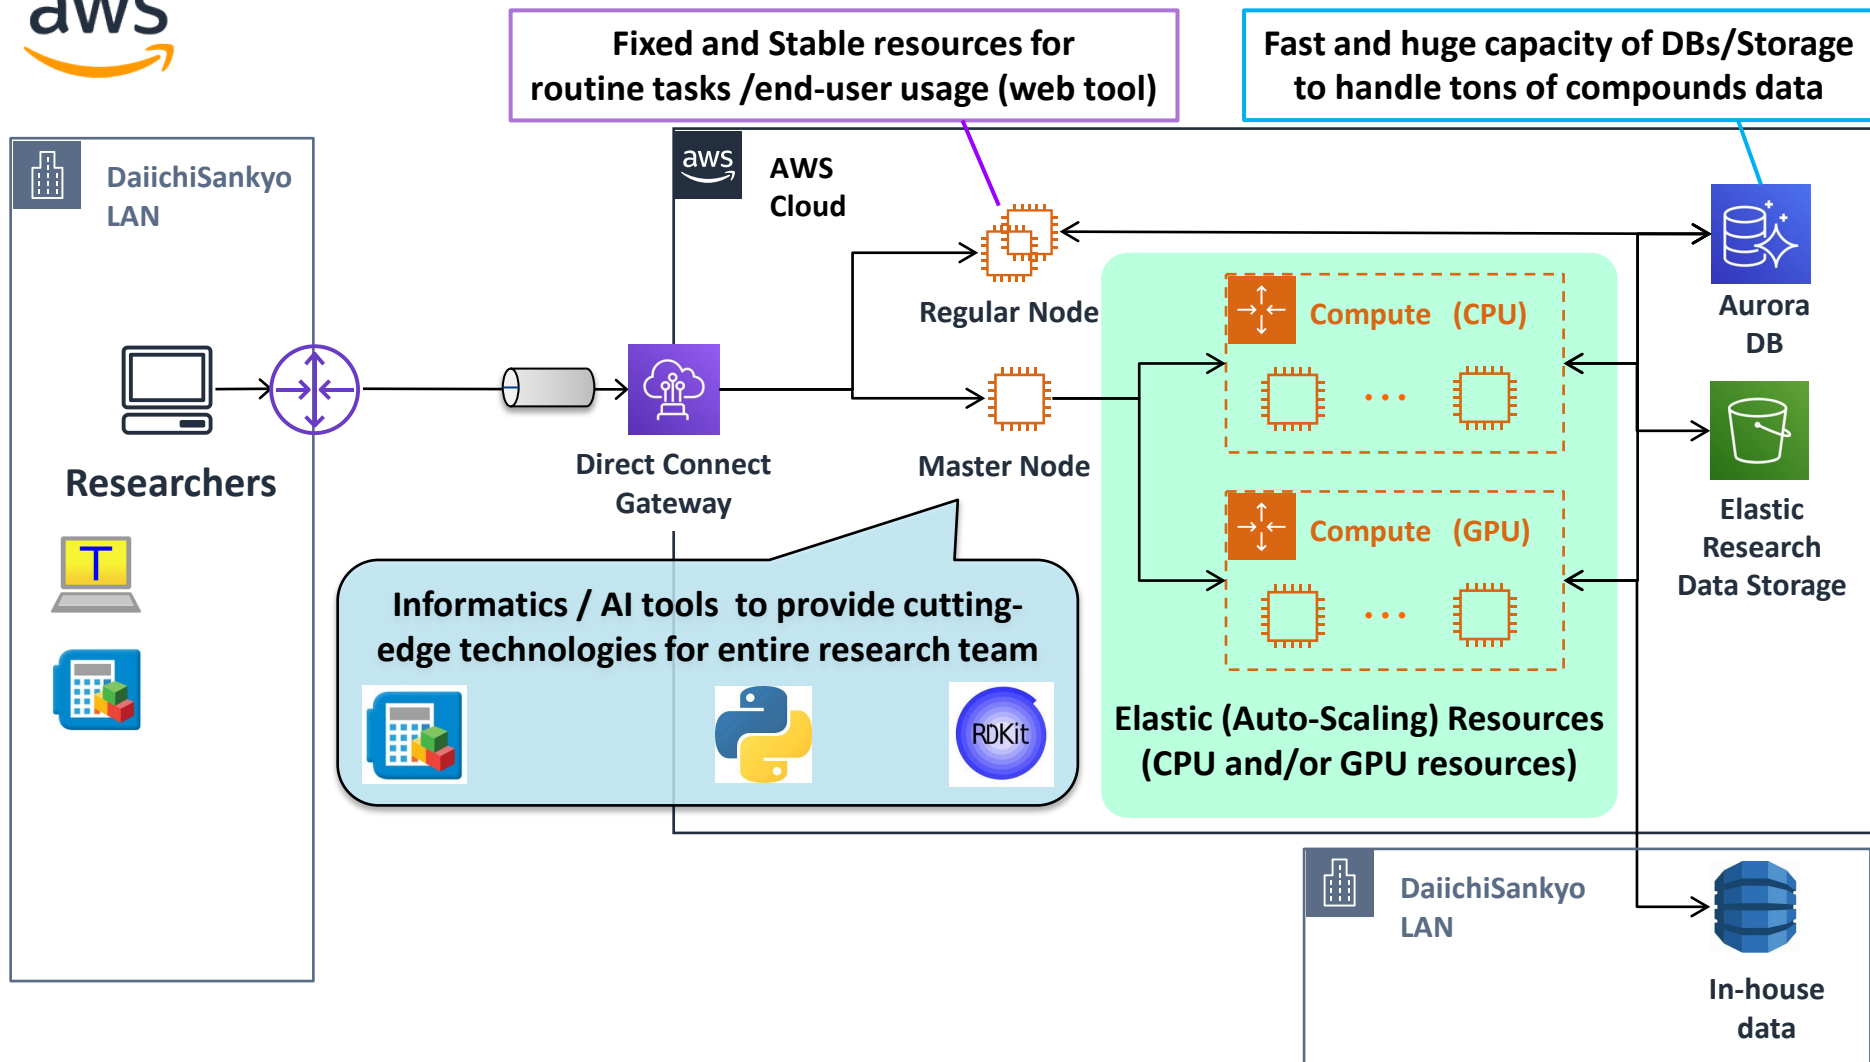 aws
Fixed and Stable resources for
routine tasks /end-user usage (web tool)
Fast and huge capacity of DBs/Storage
to handle tons of compounds data
DaiichiSankyo
LAN
aws
AWS
Cloud
Regular Node
Compute (CPU)
...
Aurora
DB
Researchers
Direct Connect
Gateway
Master Node
Compute (GPU)
...
Elastic
Research
Data Storage
T
Informatics / AI tools to provide cutting-
edge technologies for entire research team
RDKit
Elastic (Auto-Scaling) Resources
(CPU and/or GPU resources)
DaiichiSankyo
LAN
In-house
data